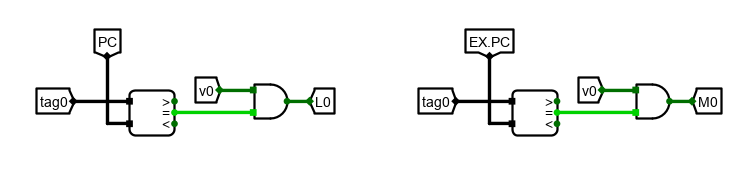 PC
EX.PC
tag0
>
=
<
v0
L0
tag0
>
=
<
v0
M0